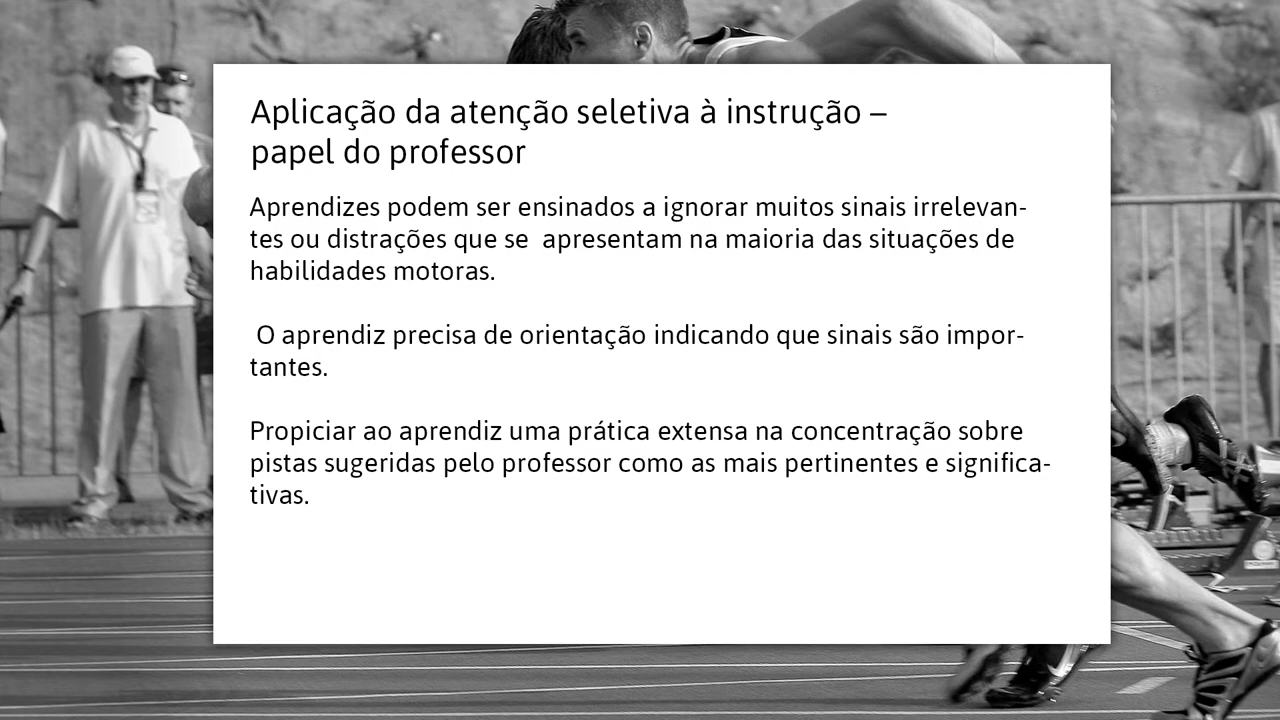 Aplicação da atenção seletiva à instrução –
papel do professor
Aprendizes podem ser ensinados a ignorar muitos sinais irrelevan-
tes ou distrações que se  apresentam na maioria das situações de
habilidades motoras.
O aprendiz precisa de orientação indicando que sinais são impor-
tantes.
Propiciar ao aprendiz uma prática extensa na concentração sobre
pistas sugeridas pelo professor como as mais pertinentes e significa-
tivas.